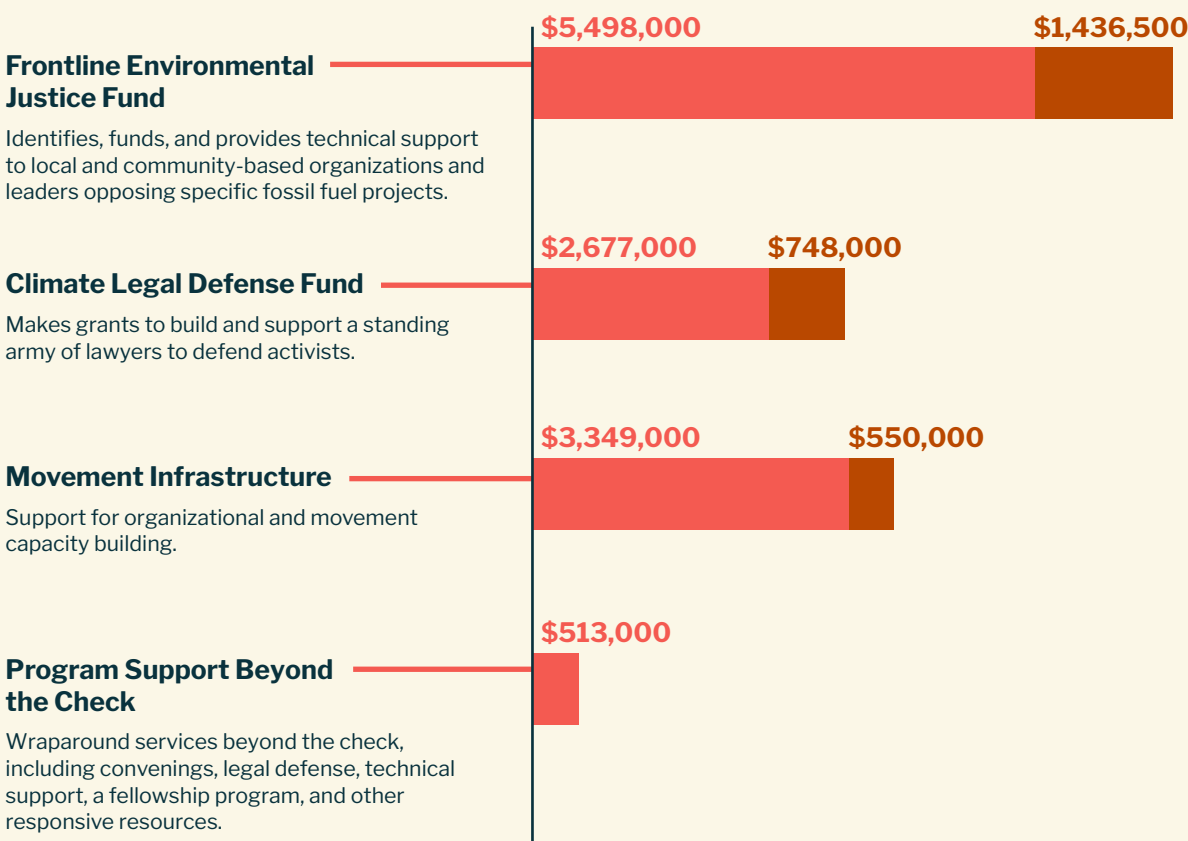 $5,498,000 $1,436,500
Frontline Environmental
Justice Fund
Identifies, funds, and provides technical support
to local and community-based organizations and
leaders opposing specific fossil fuel projects.
$2,677,000 $748,000
Climate Legal Defense Fund
Makes grants to build and support a standing
army of lawyers to defend activists.
$3,349,000 $550,000
Movement Infrastructure
Support for organizational and movement
capacity building.
$513,000
Program Support Beyond
the Check
Wraparound services beyond the check,
including convenings, legal defense, technical
support, a fellowship program, and other
responsive resources.